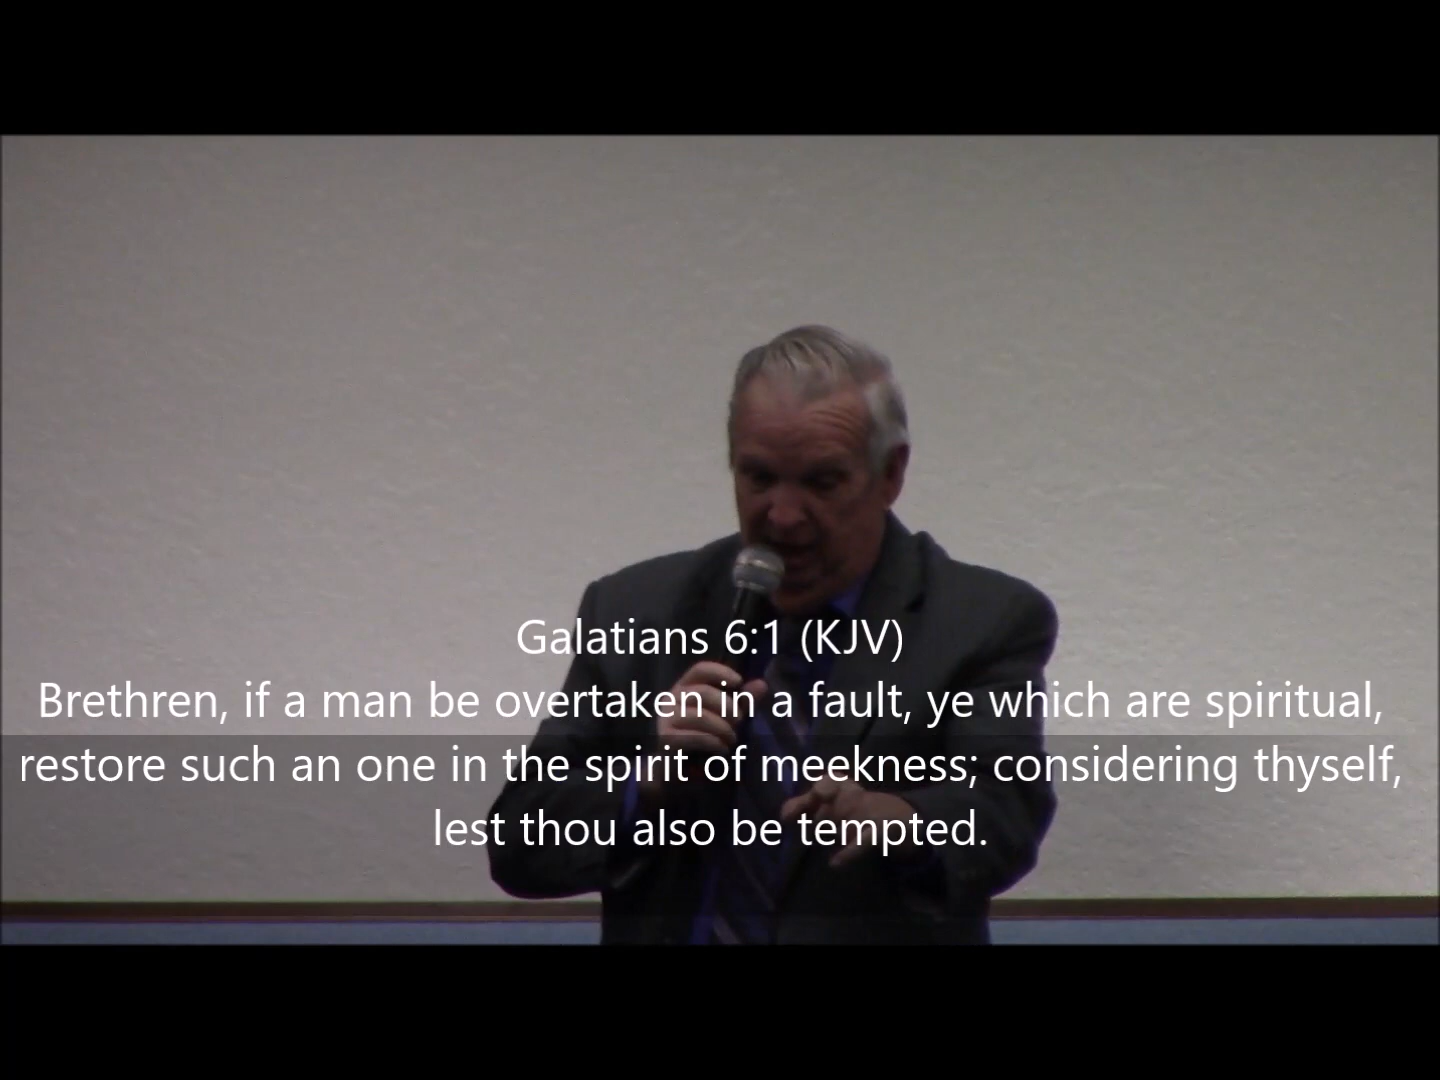 Galatians 6:1 (KJV)
Brethren, if a man be overtaken in a fault, ye which are spiritual,
restore such an one in the spirit of meekness; considering thyself,
lest thou also be tempted.